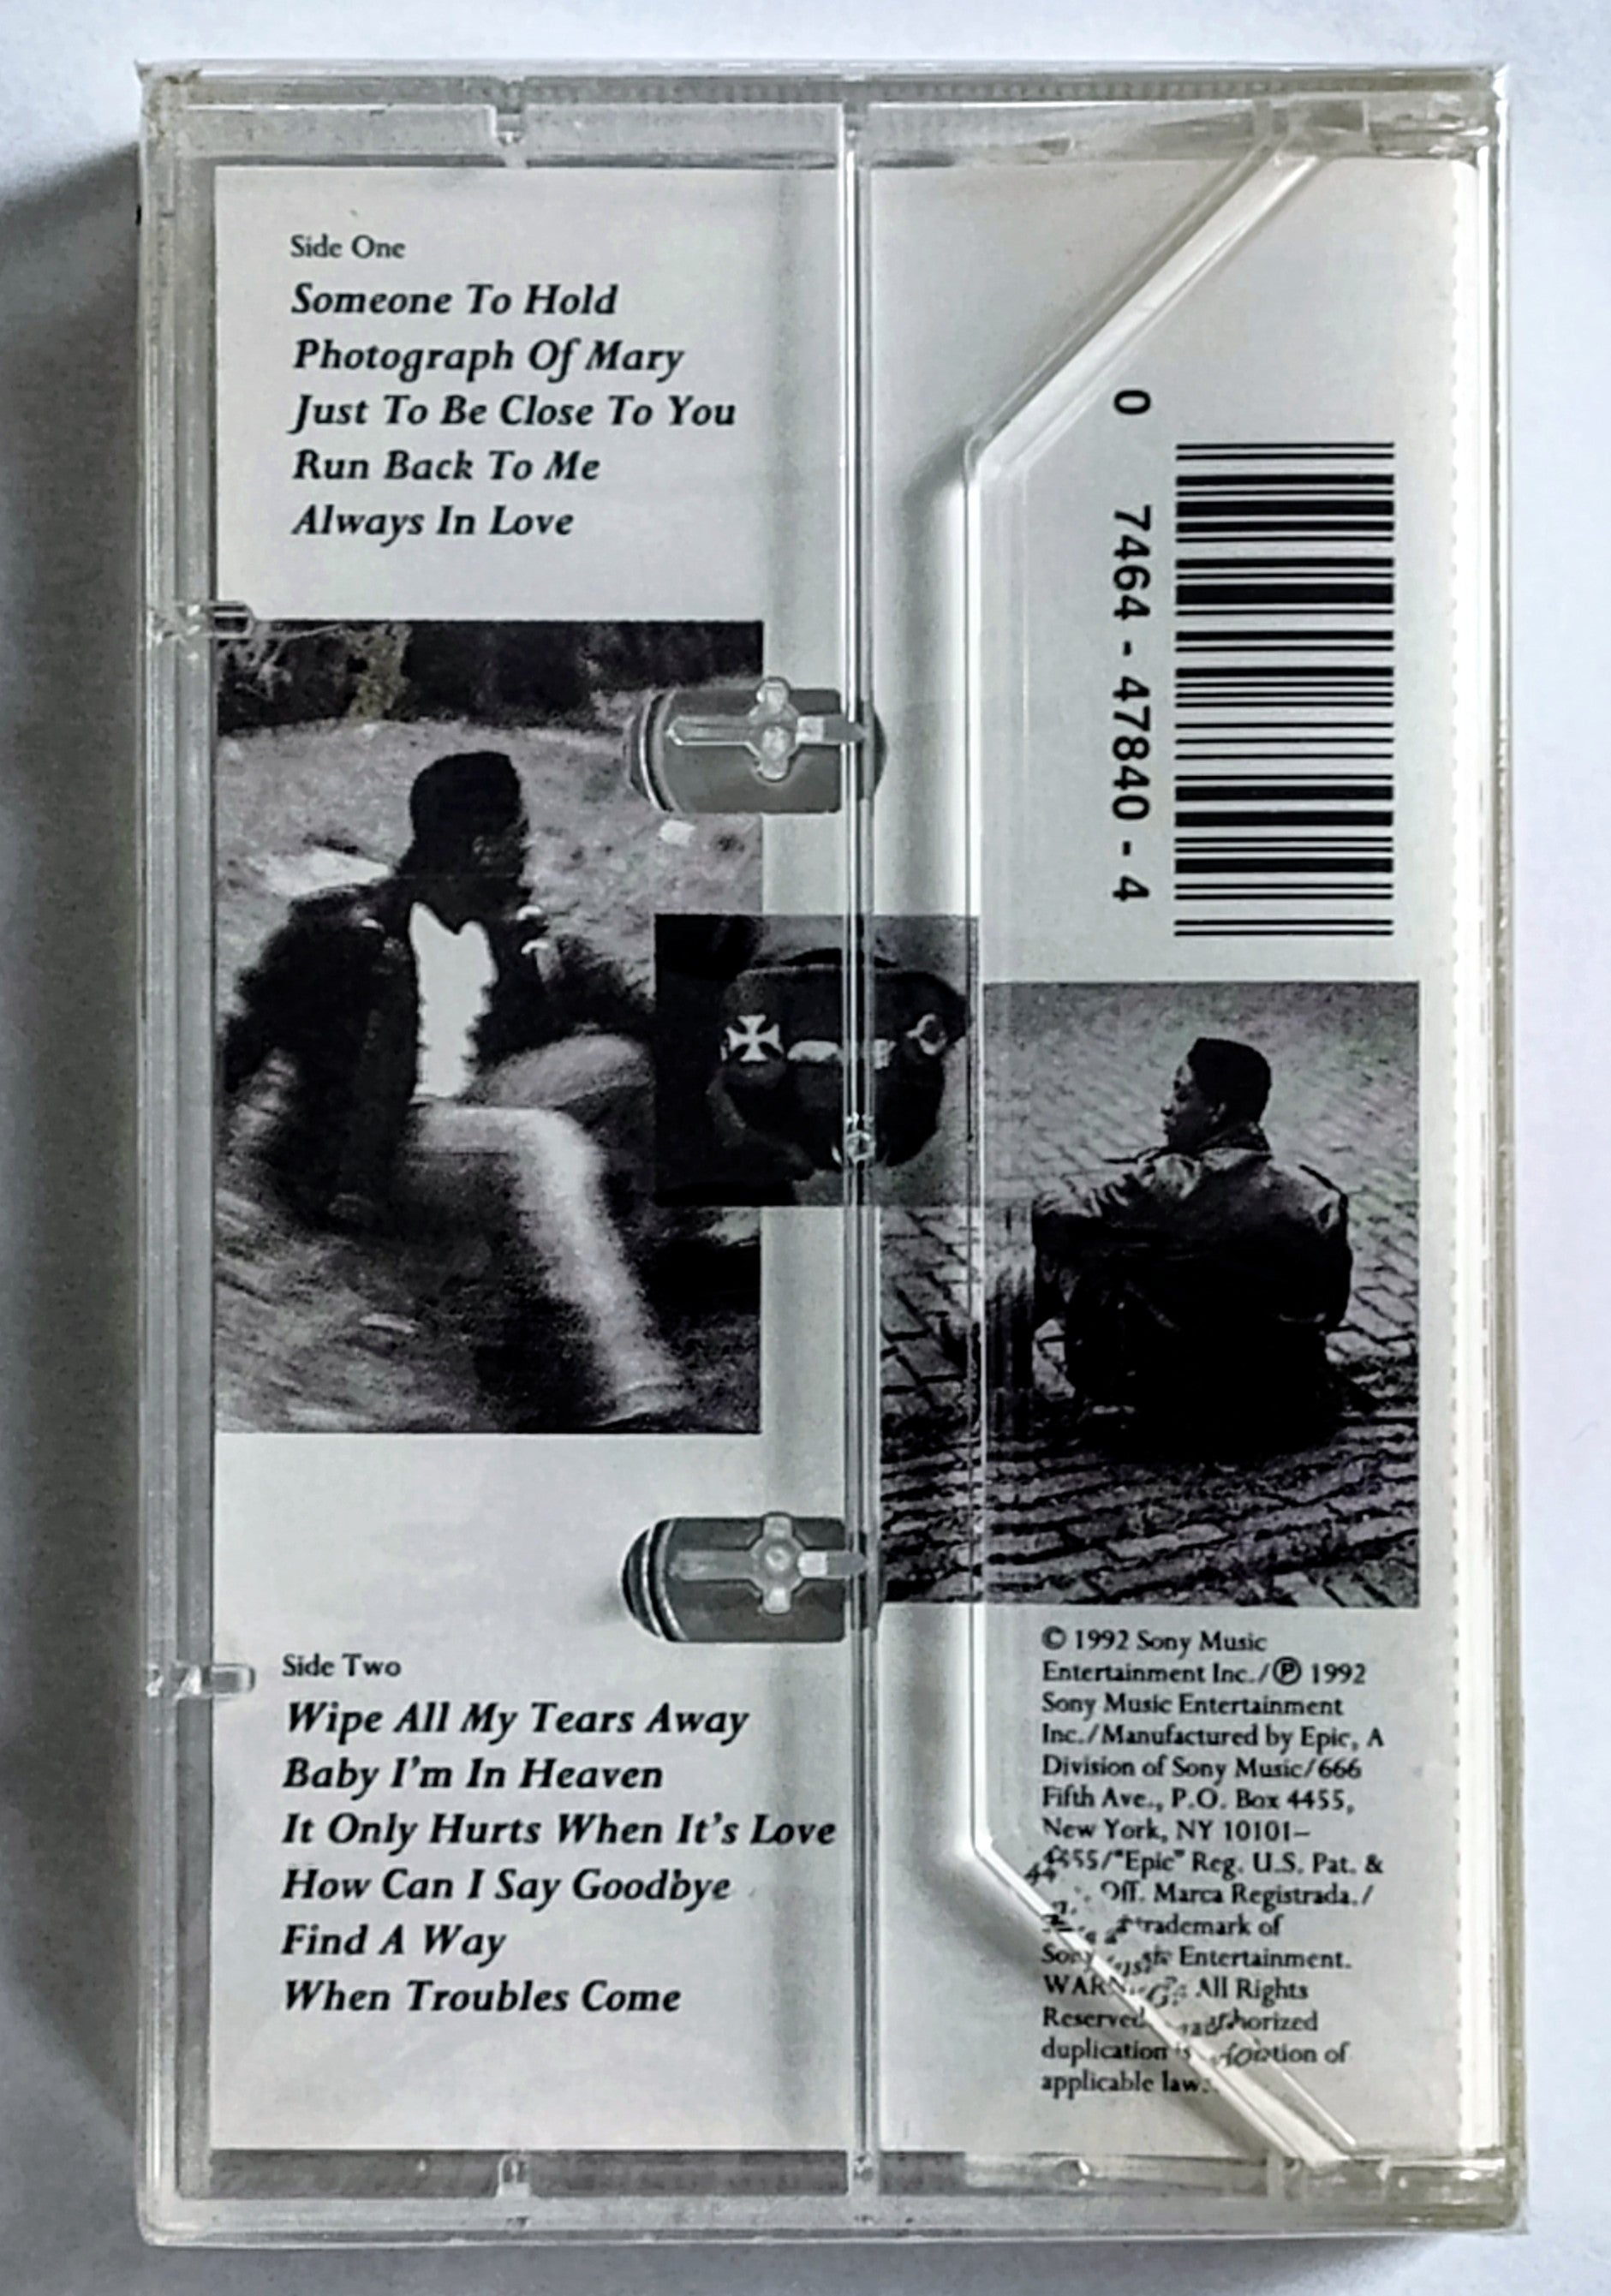 Side One
Someone To Hold
Photograph Of Mary
Just To Be Close To You
Run Back To Me
Always In Love
0 7464-47840-4
Side Two
Wipe All My Tears Away
Baby I'm In Heaven
It Only Hurts When It's Love
How Can I Say Goodbye
Find A Way
When Troubles Come
© 1992 Sony Music
Entertainment Inc./℗ 1992
Sony Music Entertainment
Inc./Manufactured by Epic, A
Division of Sony Music/666
Fifth Ave., P.O. Box 4455,
New York, NY 10101–
4455/"Epic" Reg. U.S. Pat. &
Off. Marca Registrada./
trademark of
Entertainment.
All Rights
Reserved
duplication is of
applicable laws.